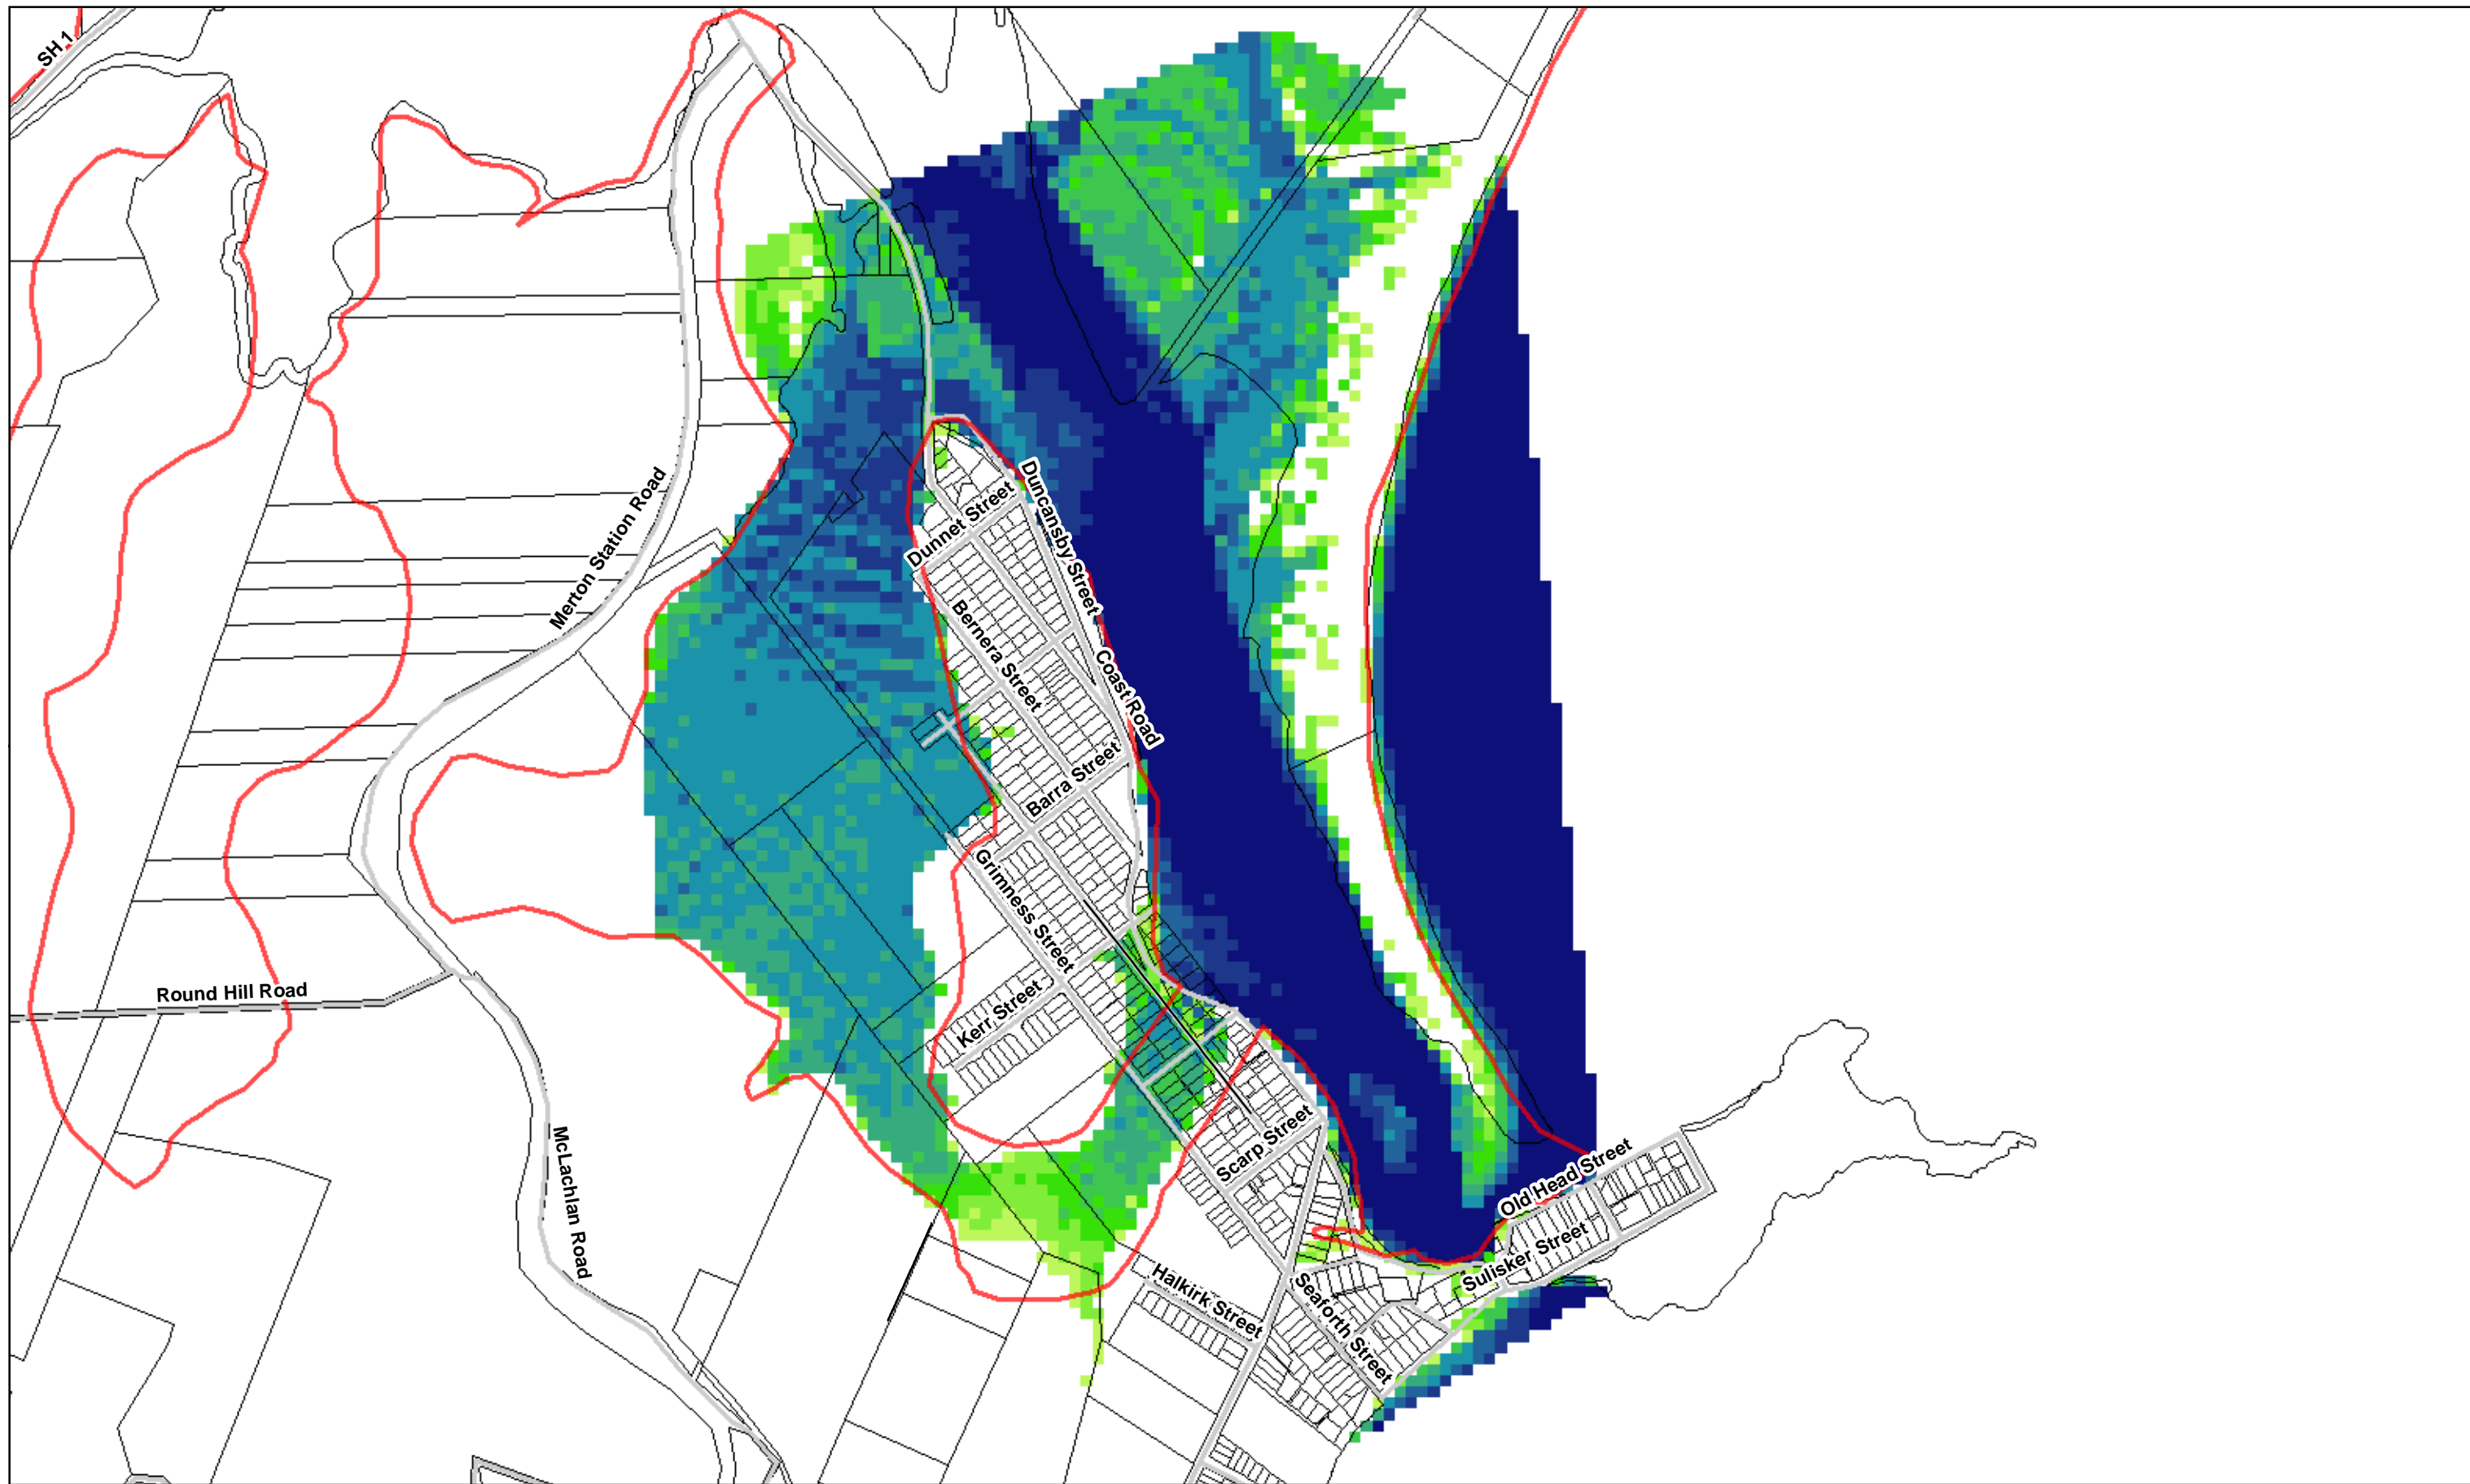 SH 1
Merton Station Road
Dunnet Street
Duncansby Street
Bernera Street
Coast Road
Barra Street
Grimness Street
Kerr Street
Round Hill Road
McLachlan Road
Scarp Street
Old Head Street
Sulisker Street
Halkirk Street
Seaforth Street